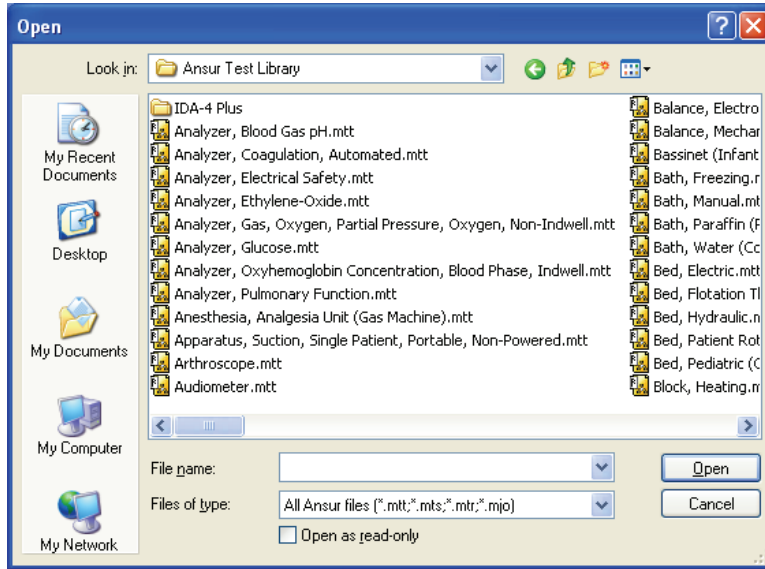 Open
Look in:
Ansur Test Library
My Recent
Documents
Desktop
My Documents
My Computer
My Network
IDA-4 Plus
Analyzer, Blood Gas pH.mtt
Analyzer, Coagulation, Automated.mtt
Analyzer, Electrical Safety.mtt
Analyzer, Ethylene-Oxide.mtt
Analyzer, Gas, Oxygen, Partial Pressure, Oxygen, Non-Indwell.mtt
Analyzer, Glucose.mtt
Analyzer, Oxyhemoglobin Concentration, Blood Phase, Indwell.mtt
Analyzer, Pulmonary Function.mtt
Anesthesia, Analgesia Unit (Gas Machine).mtt
Apparatus, Suction, Single Patient, Portable, Non-Powered.mtt
Arthroscope.mtt
Audiometer.mtt
Balance, Electro
Balance, Mechar
Bassinet (Infant
Bath, Freezing.
Bath, Manual.mt
Bath, Paraffin (
Bath, Water (Cc
Bed, Electric.mtt
Bed, Flotation
Bed, Hydraulic.
Bed, Patient Rot
Bed, Pediatric (
Block, Heating.
File name:
Open
Files of type:
All Ansur files (*.mtt;*.mts;*.mtr;*.mjo)
Cancel
Open as read-only